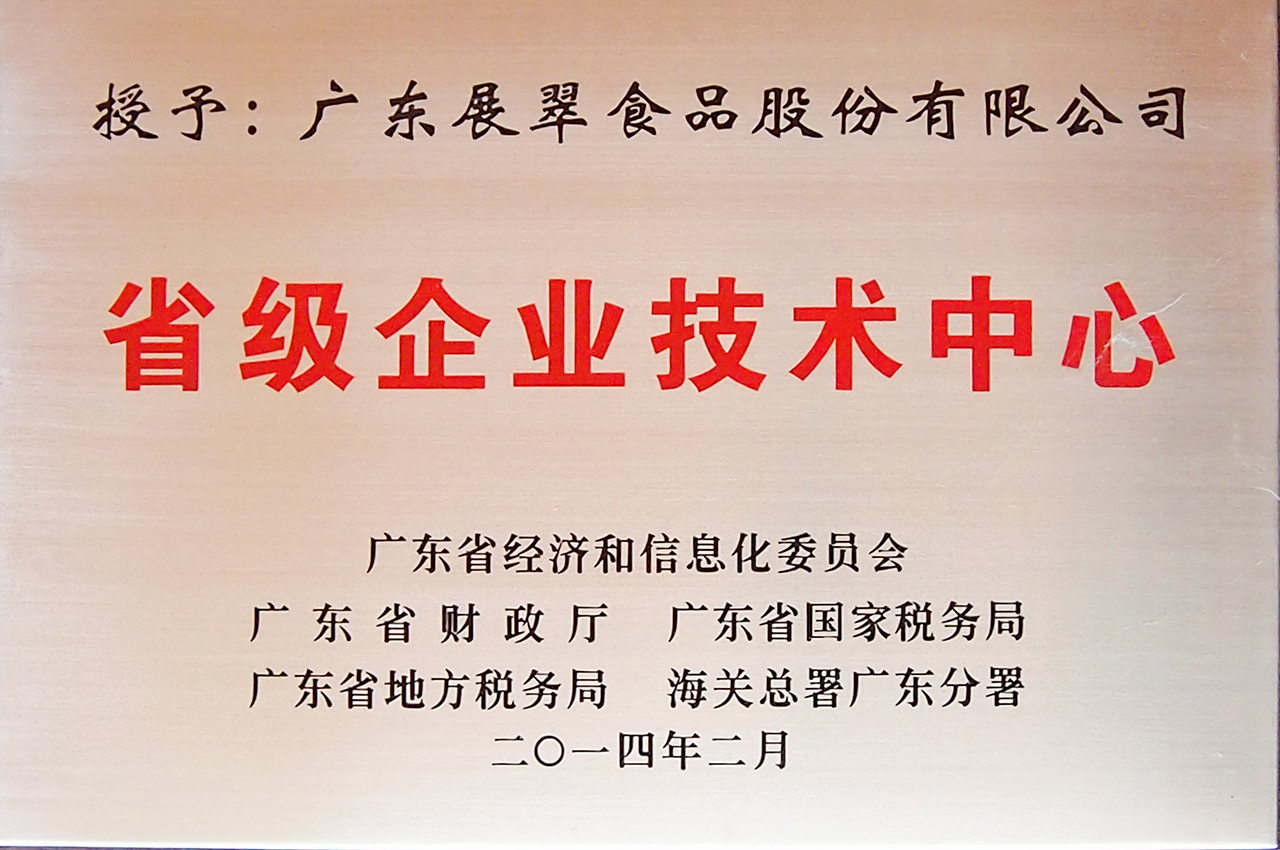 授予：广东展翠食品股份有限公司
省级企业技术中心
广东省经济和信息化委员会
广东省财政厅 广东省国家税务局
广东省地方税务局 海关总署广东分署
二〇一四年二月